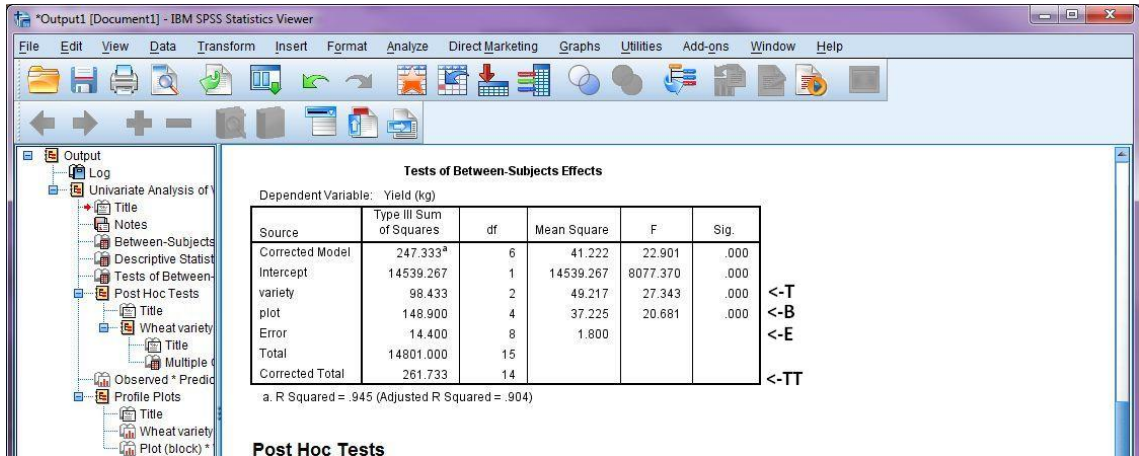 *Output1 [Document1] - IBM SPSS Statistics Viewer
File Edit View Data Transform Insert Format Analyze Direct Marketing Graphs Utilities Add-ons Window Help
Output
Log
Univariate Analysis of V
Title
Notes
Between-Subjects
Descriptive Statist
Tests of Between-
Post Hoc Tests
Title
Wheat variety
Title
Multiple C
Observed * Predic
Profile Plots
Title
Wheat variety
Plot (block) *
Tests of Between-Subjects Effects
Dependent Variable: Yield (kg)
Source Type III Sum of Squares df Mean Square F Sig.
Corrected Model 247.333a 6 41.222 22.901 .000
Intercept 14539.267 1 14539.267 8077.370 .000
variety 98.433 2 49.217 27.343 .000 <-T
plot 148.900 4 37.225 20.681 .000 <-B
Error 14.400 8 1.800 <-E
Total 14801.000 15
Corrected Total 261.733 14 <-TT
a. R Squared = .945 (Adjusted R Squared = .904)
Post Hoc Tests